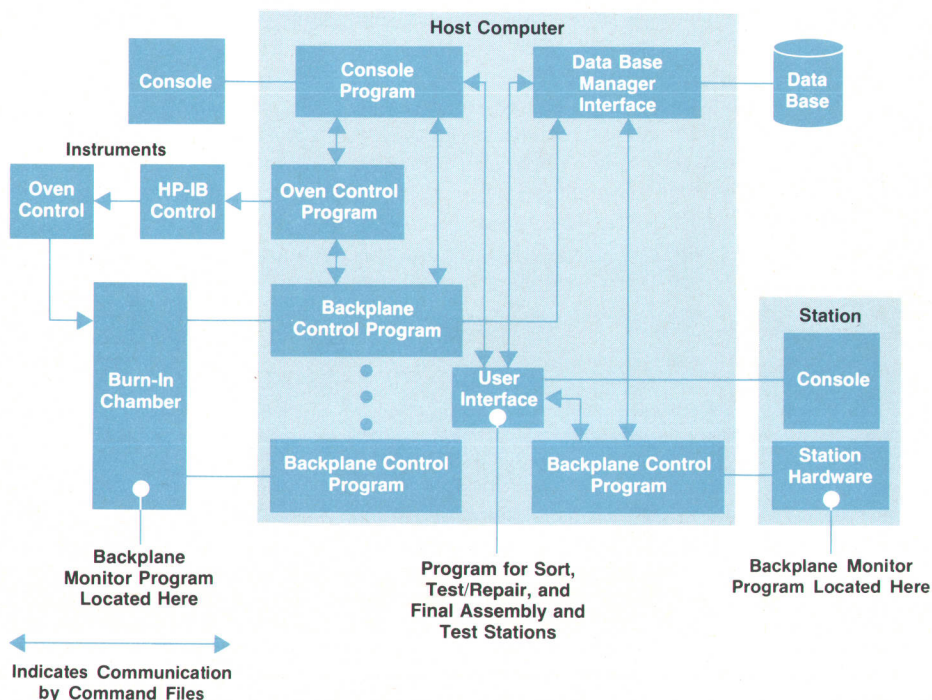 Host Computer
Console
Console
Program
Data Base
Manager
Interface
Data
Base
Instruments
Oven
Control
HP-IB
Control
Oven Control
Program
Backplane
Control Program
Burn-In
Chamber
User
Interface
Station
Console
Backplane Control
Program
Backplane Control
Program
Station
Hardware
Backplane
Monitor Program
Located Here
Program for Sort,
Test/Repair, and
Final Assembly and
Test Stations
Backplane Monitor
Program Located Here
Indicates Communication
by Command Files